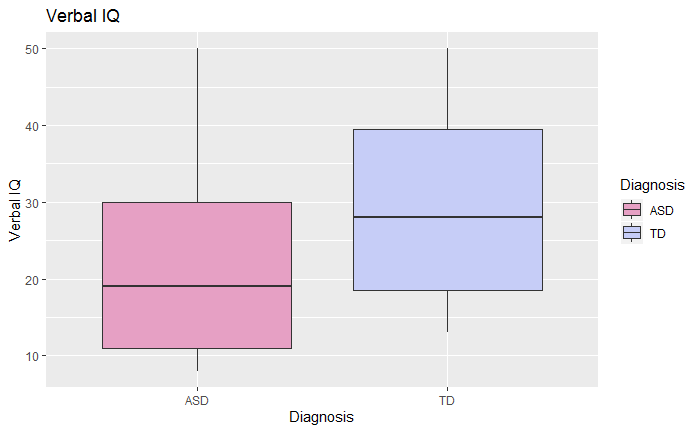 Verbal IQ
50
40
30
20
10
Verbal IQ
ASD
TD
Diagnosis
Diagnosis
ASD
TD